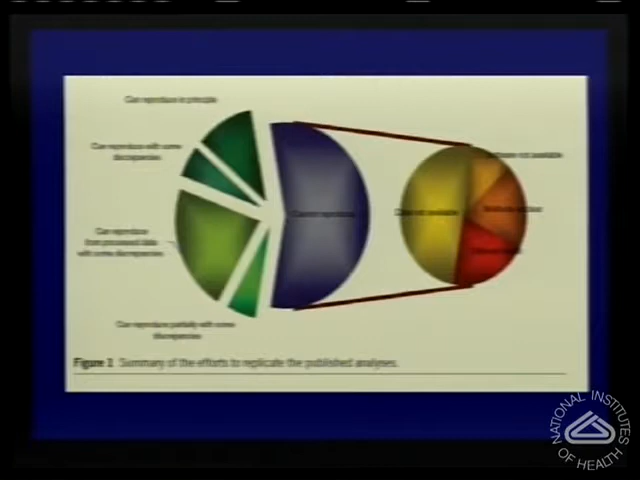 Can reproduce in principle
Can reproduce with some
discrepancies
Can reproduce
from processed data
with some discrepancies
Can reproduce partially with some
discrepancies
Cannot reproduce
Data not available
Software not available
Figure 1 Summary of the efforts to replicate the published analyses.
NATIONAL INSTITUTES
OF HEALTH